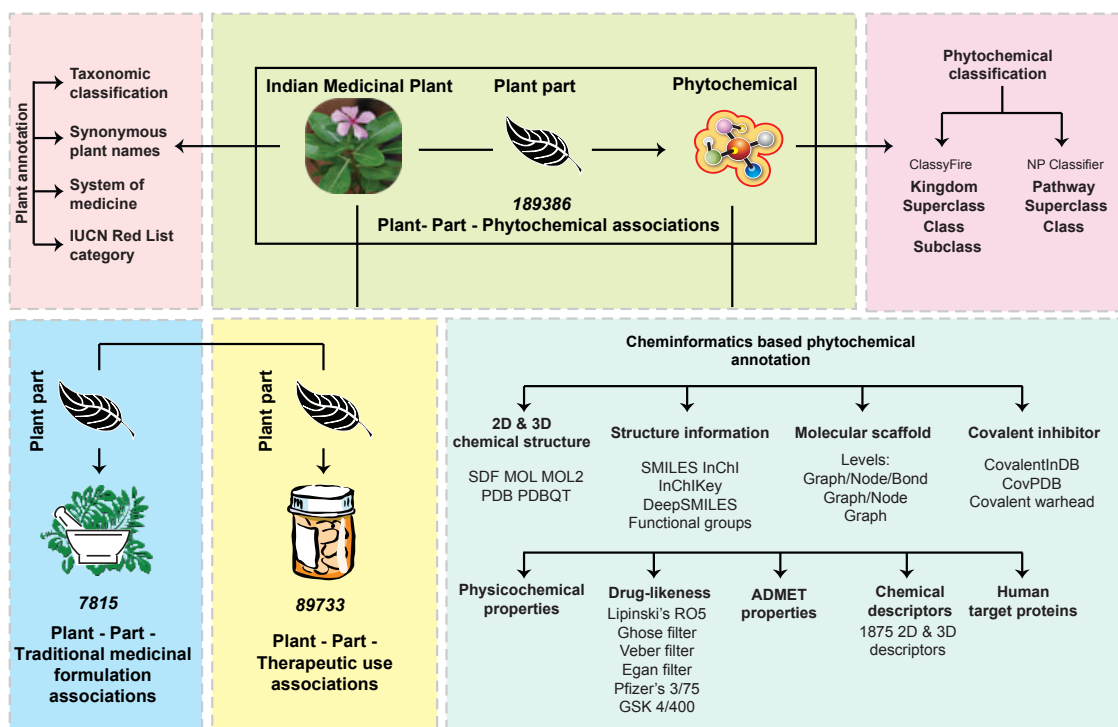 Plant annotation
Taxonomic
classification
Synonymous
plant names
System of
medicine
IUCN Red List
category
Indian Medicinal Plant
Plant part
Phytochemical
189386
Plant- Part - Phytochemical associations
Phytochemical
classification
ClassyFire
Kingdom
Superclass
Class
Subclass
NP Classifier
Pathway
Superclass
Class
Plant part
7815
Plant - Part -
Traditional medicinal
formulation
associations
Plant part
89733
Plant - Part -
Therapeutic use
associations
Cheminformatics based phytochemical
annotation
2D & 3D
chemical structure
SDF MOL MOL2
PDB PDBQT
Structure information
SMILES InChI
InChIKey
DeepSMILES
Functional groups
Molecular scaffold
Levels:
Graph/Node/Bond
Graph/Node
Graph
Covalent inhibitor
CovalentInDB
CovPDB
Covalent warhead
Physicochemical
properties
Drug-likeness
Lipinski's RO5
Ghose filter
Veber filter
Egan filter
Pfizer's 3/75
GSK 4/400
ADMET
properties
Chemical
descriptors
1875 2D & 3D
descriptors
Human
target proteins